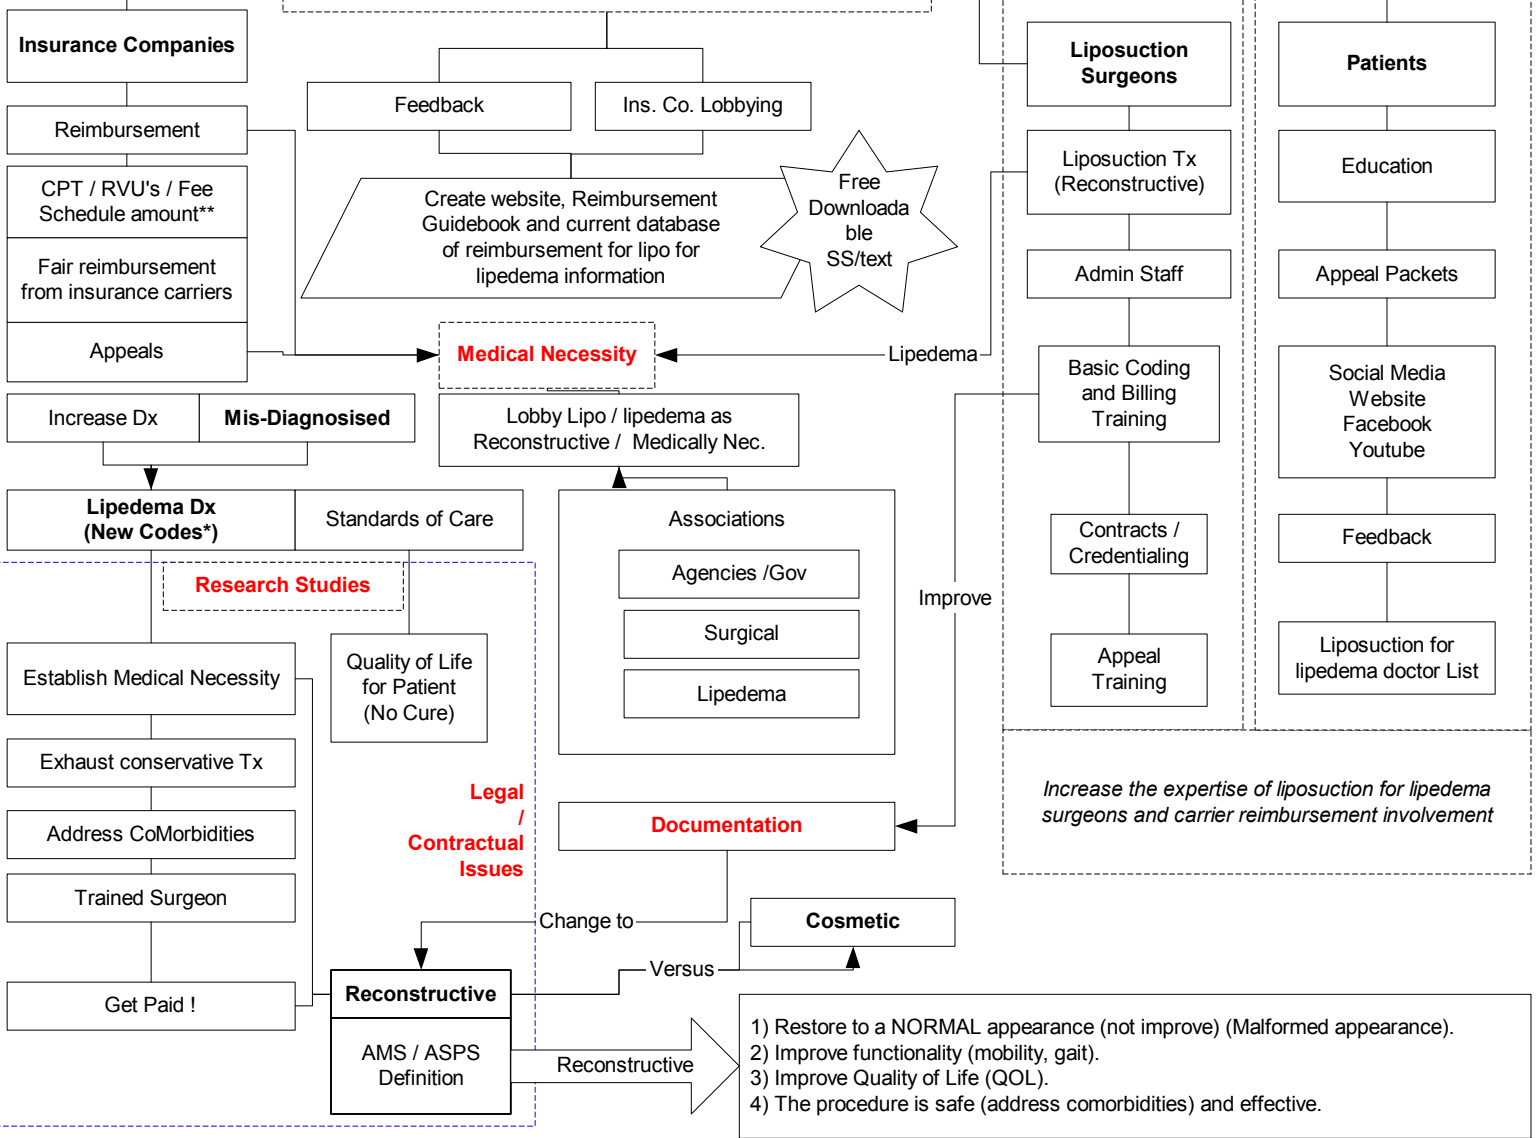 Insurance Companies
Reimbursement
CPT / RVU's / Fee
Schedule amount**
Fair reimbursement
from insurance carriers
Appeals
Feedback
Ins. Co. Lobbying
Create website, Reimbursement
Guidebook and current database
of reimbursement for lipo for
lipedema information
Free
Downloada
ble
SS/text
Liposuction
Surgeons
Liposuction Tx
(Reconstructive)
Admin Staff
Basic Coding
and Billing
Training
Contracts /
Credentialing
Appeal
Training
Patients
Education
Appeal Packets
Social Media
Website
Facebook
Youtube
Feedback
Liposuction for
lipedema doctor List
Medical Necessity
Lipedema
Increase Dx
Mis-Diagnosised
Lobby Lipo / lipedema as
Reconstructive / Medically Nec.
Lipedema Dx
(New Codes*)
Standards of Care
Associations
Agencies /Gov
Surgical
Lipedema
Improve
Research Studies
Establish Medical Necessity
Quality of Life
for Patient
(No Cure)
Exhaust conservative Tx
Address CoMorbidities
Trained Surgeon
Get Paid !
Legal
/
Contractual
Issues
Documentation
Increase the expertise of liposuction for lipedema
surgeons and carrier reimbursement involvement
Change to
Cosmetic
Versus
Reconstructive
AMS / ASPS
Definition
Reconstructive
1) Restore to a NORMAL appearance (not improve) (Malformed appearance).
2) Improve functionality (mobility, gait).
3) Improve Quality of Life (QOL).
4) The procedure is safe (address comorbidities) and effective.